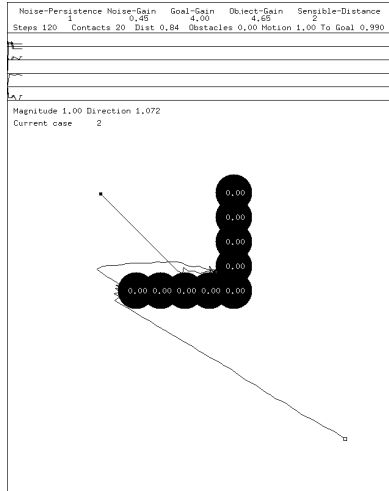 Noise-Persistence Noise-Gain Goal-Gain Object-Gain Sensible-Distance
1 0.45 4.00 4.65 2
Steps 120 Contacts 20 Dist 0.84 Obstacles 0.00 Motion 1.00 To Goal 0.990
Magnitude 1.00 Direction 1.072
Current case 2
0.00
0.00
0.00
0.00
0.00 0.00 0.00 0.00 0.00